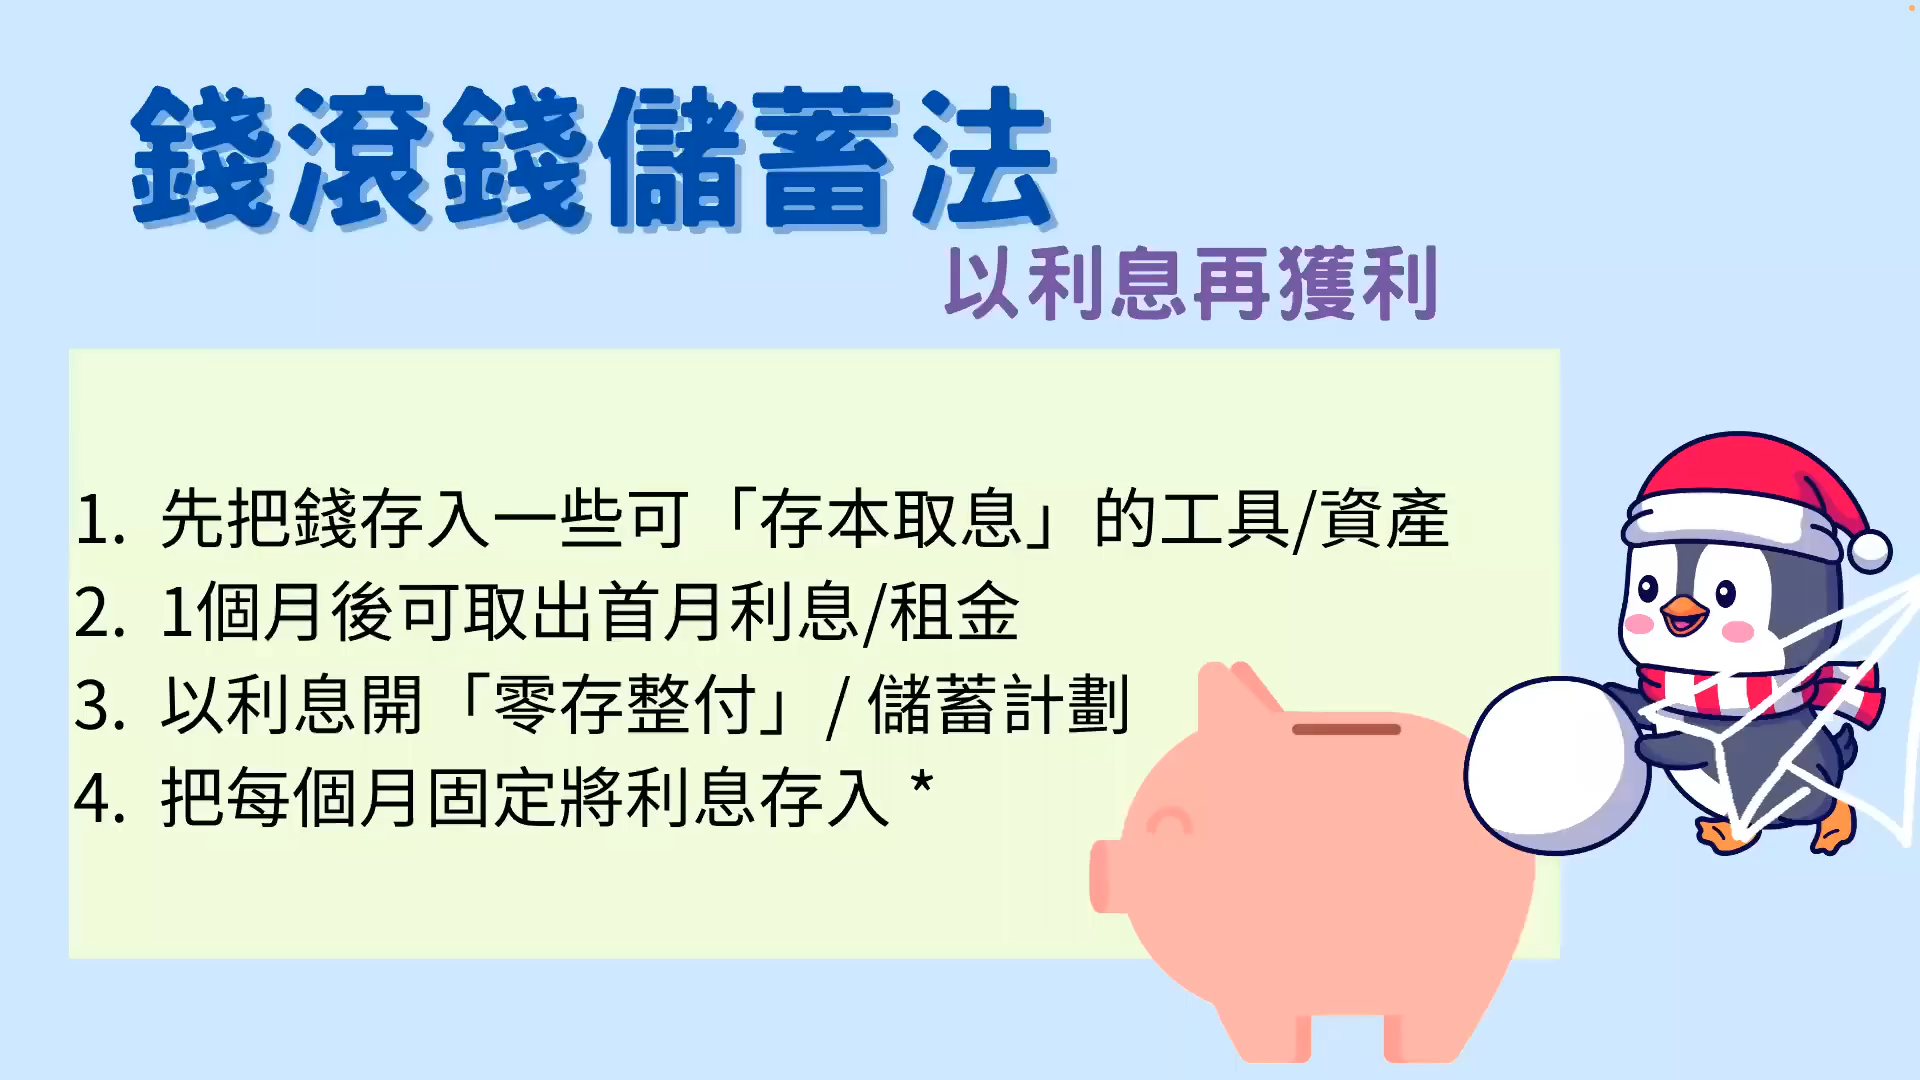 錢滾錢儲蓄法
以利息再獲利
1. 先把錢存入一些可「存本取息」的工具/資產
2. 1個月後可取出首月利息/租金
3. 以利息開「零存整付」/ 儲蓄計劃
4. 把每個月固定將利息存入 *